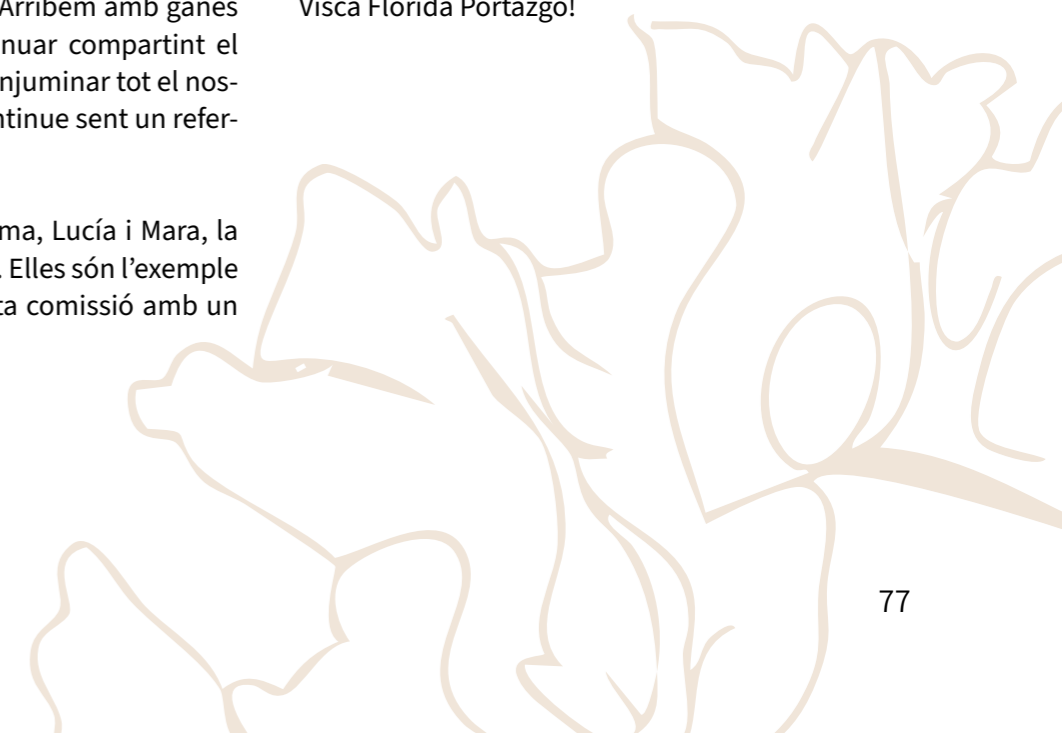 Arribem amb ganes
nuar compartint el
njuminar tot el nos-
ntinue sent un refer-
ma, Lucía i Mara, la
. Elles són l’exemple
ta comissió amb un
Visca Florida Portazgo!
77